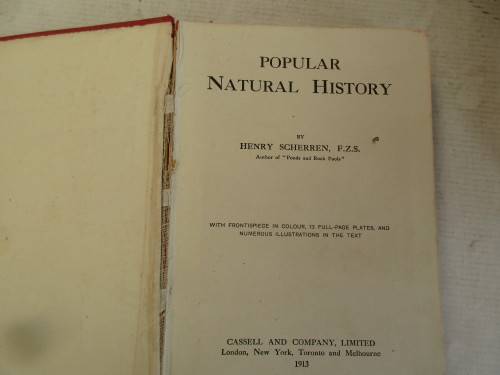 POPULAR
NATURAL HISTORY
BY
HENRY SCHERREN, F.Z.S.
Author of "Ponds and Rock Pools"
WITH FRONTISPIECE IN COLOUR, 13 FULL-PAGE PLATES, AND
NUMEROUS ILLUSTRATIONS IN THE TEXT
CASSELL AND COMPANY, LIMITED
London, New York, Toronto and Melbourne
1913